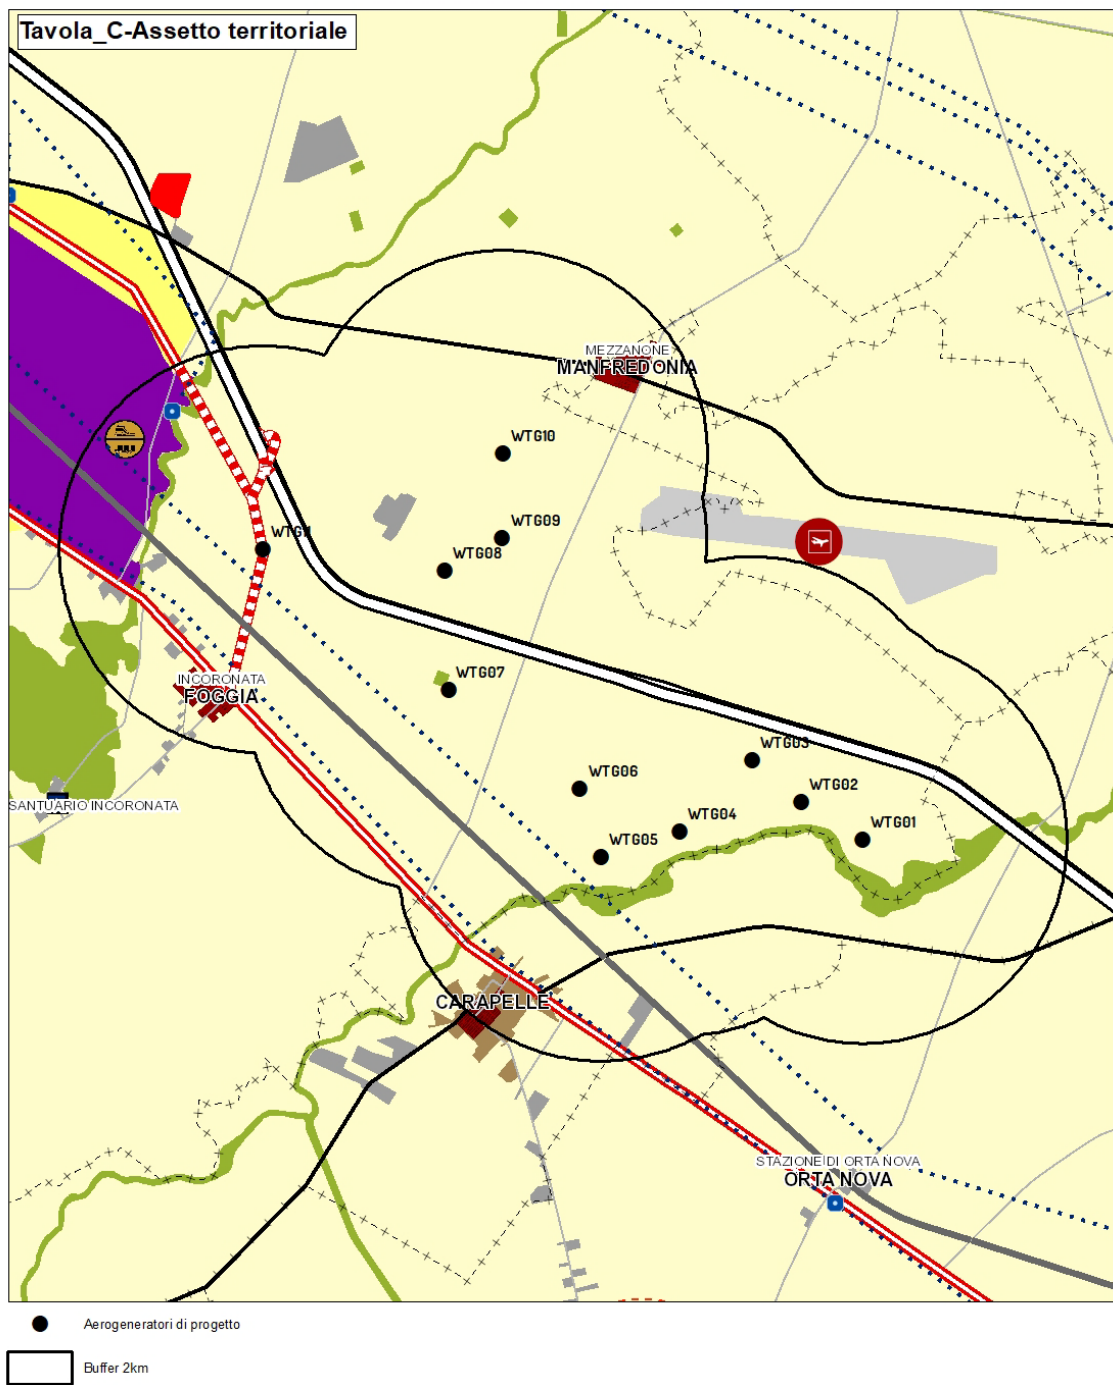 Tavola_C-Assetto territoriale
MEZZANONE
MANFREDONIA
WTG10
WTG09
WTG11
WTG08
WTG07
INCORONATA
FOGGIA
WTG03
WTG06
WTG02
SANTUARIO INCORONATA
WTG04
WTG01
WTG05
CARAPELLE
STAZIONE DI ORTA NOVA
ORTA NOVA
Aerogeneratori di progetto
Buffer 2km